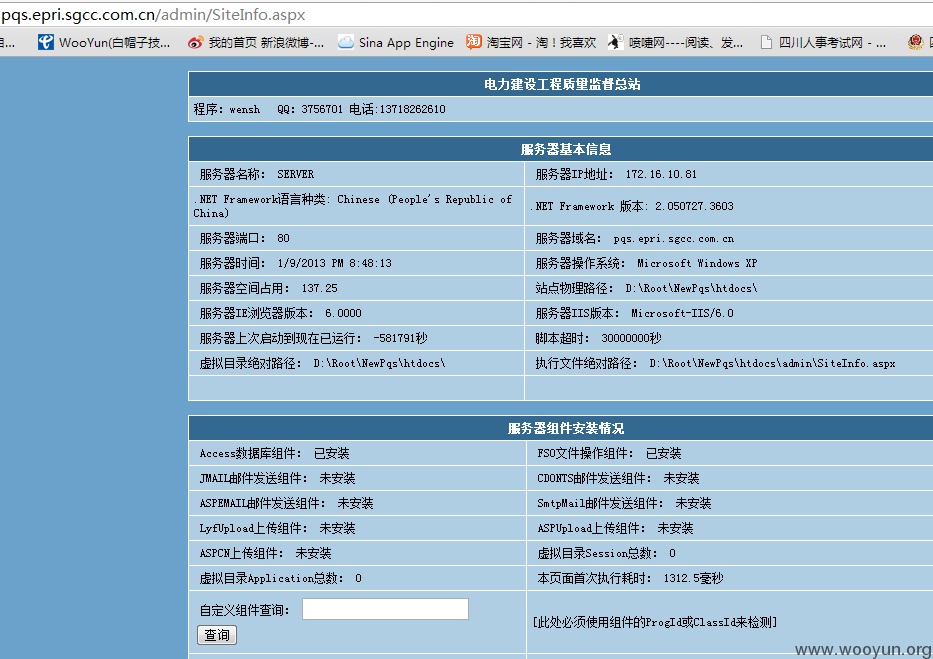 pqs.epri.sgcc.com.cn/admin/SiteInfo.aspx
WooYun(白帽子技... 我的首页 新浪微博-... Sina App Engine 淘宝网 - 淘！我喜欢 喷嚏网----阅读、发... 四川人事考试网 - ...
电力建设工程质量监督总站
程序：wensh QQ：3756701 电话:13718262610
服务器基本信息
服务器名称： SERVER
服务器IP地址： 172.16.10.81
.NET Framework语言种类: Chinese (People's Republic of
China)
.NET Framework 版本: 2.050727.3603
服务器端口： 80
服务器域名： pqs.epri.sgcc.com.cn
服务器时间： 1/9/2013 PM 8:48:13
服务器操作系统： Microsoft Windows XP
服务器空间占用： 137.25
站点物理路径： D:\Root\NewPqs\htdocs\
服务器IE浏览器版本： 6.0000
服务器IIS版本： Microsoft-IIS/6.0
服务器上次启动到现在已运行： -581791秒
脚本超时： 30000000秒
虚拟目录绝对路径： D:\Root\NewPqs\htdocs\
执行文件绝对路径： D:\Root\NewPqs\htdocs\admin\SiteInfo.aspx
服务器组件安装情况
Access数据库组件： 已安装
FSO文件操作组件： 已安装
JMAIL邮件发送组件： 未安装
CDONTS邮件发送组件： 未安装
ASPEMAIL邮件发送组件： 未安装
SmtpMail邮件发送组件： 未安装
LyfUpload上传组件： 未安装
ASPUpload上传组件： 未安装
ASPCN上传组件： 未安装
虚拟目录Session总数： 0
虚拟目录Application总数： 0
本页面首次执行耗时： 1312.5毫秒
自定义组件查询：
查询
[此处必须使用组件的ProgId或ClassId来检测]
www.wooyun.org